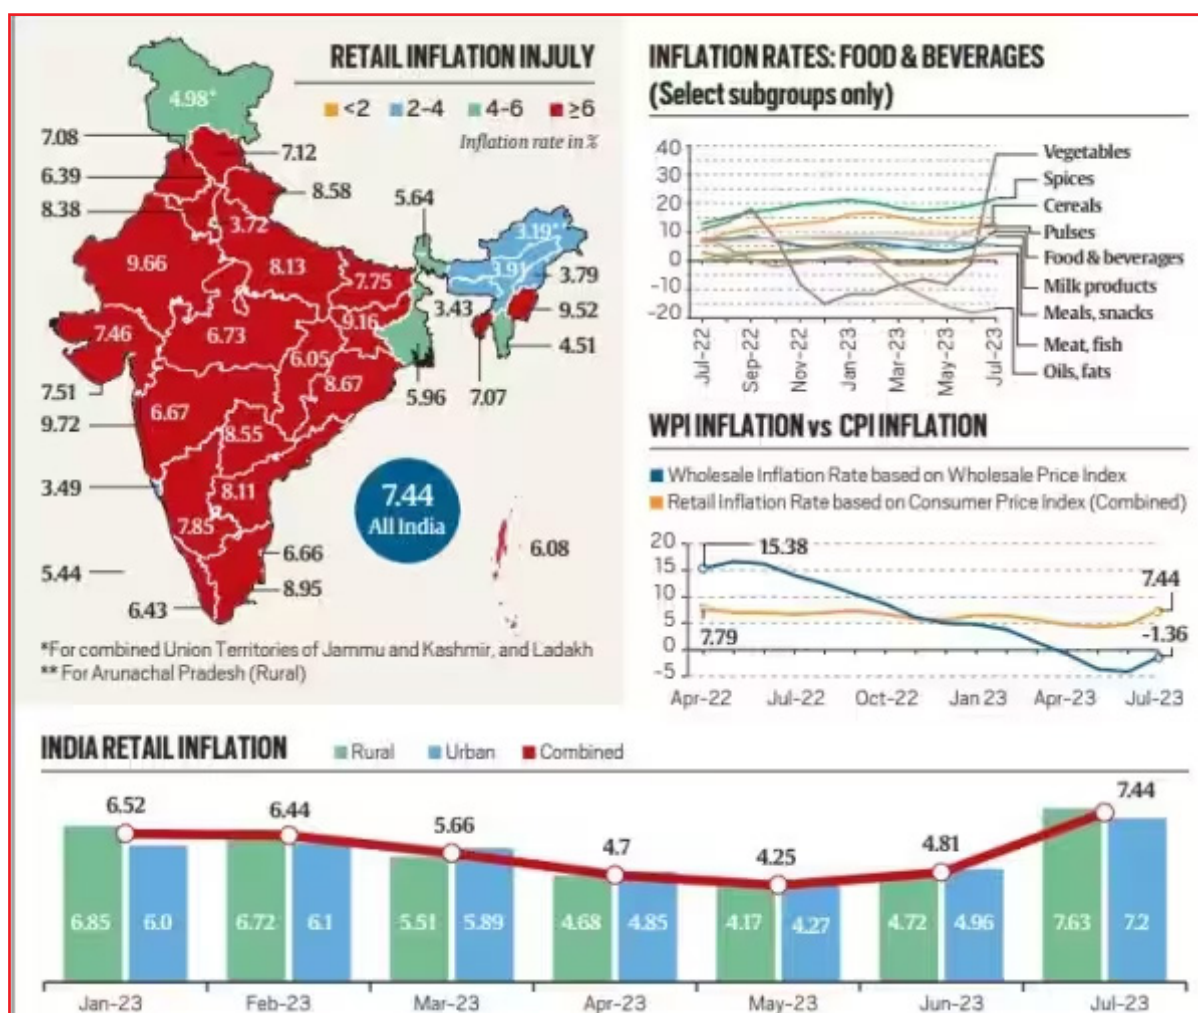 RETAIL INFLATION IN JULY
<2 2-4 4-6 ≥6
Inflation rate in %
4.98*
7.08
7.12
6.39
8.58
8.38
3.72
5.64
3.19*
9.66
8.13
7.75
3.91
3.79
3.43
9.52
7.46
6.73
9.16
4.51
6.05
8.67
7.51
5.96
7.07
6.67
9.72
8.55
3.49
8.11
7.44
All India
7.85
6.08
6.66
5.44
8.95
6.43
*For combined Union Territories of Jammu and Kashmir, and Ladakh
** For Arunachal Pradesh (Rural)
INFLATION RATES: FOOD & BEVERAGES
(Select subgroups only)
40
30
20
10
0
-10
-20
Vegetables
Spices
Cereals
Pulses
Food & beverages
Milk products
Meals, snacks
Meat, fish
Oils, fats
Jul-22 Sep-22 Nov-22 Jan-23 Mar-23 May-23 Jul-23
WPI INFLATION vs CPI INFLATION
Wholesale Inflation Rate based on Wholesale Price Index
Retail Inflation Rate based on Consumer Price Index (Combined)
20
15
10
5
0
-5
15.38
7.44
7.79
-1.36
Apr-22 Jul-22 Oct-22 Jan 23 Apr-23 Jul-23
INDIA RETAIL INFLATION Rural Urban Combined
6.52 6.44 5.66 4.7 4.25 4.81 7.44
6.85 6.0 6.72 6.1 5.51 5.89 4.68 4.85 4.17 4.27 4.72 4.96 7.63 7.2
Jan-23 Feb-23 Mar-23 Apr-23 May-23 Jun-23 Jul-23